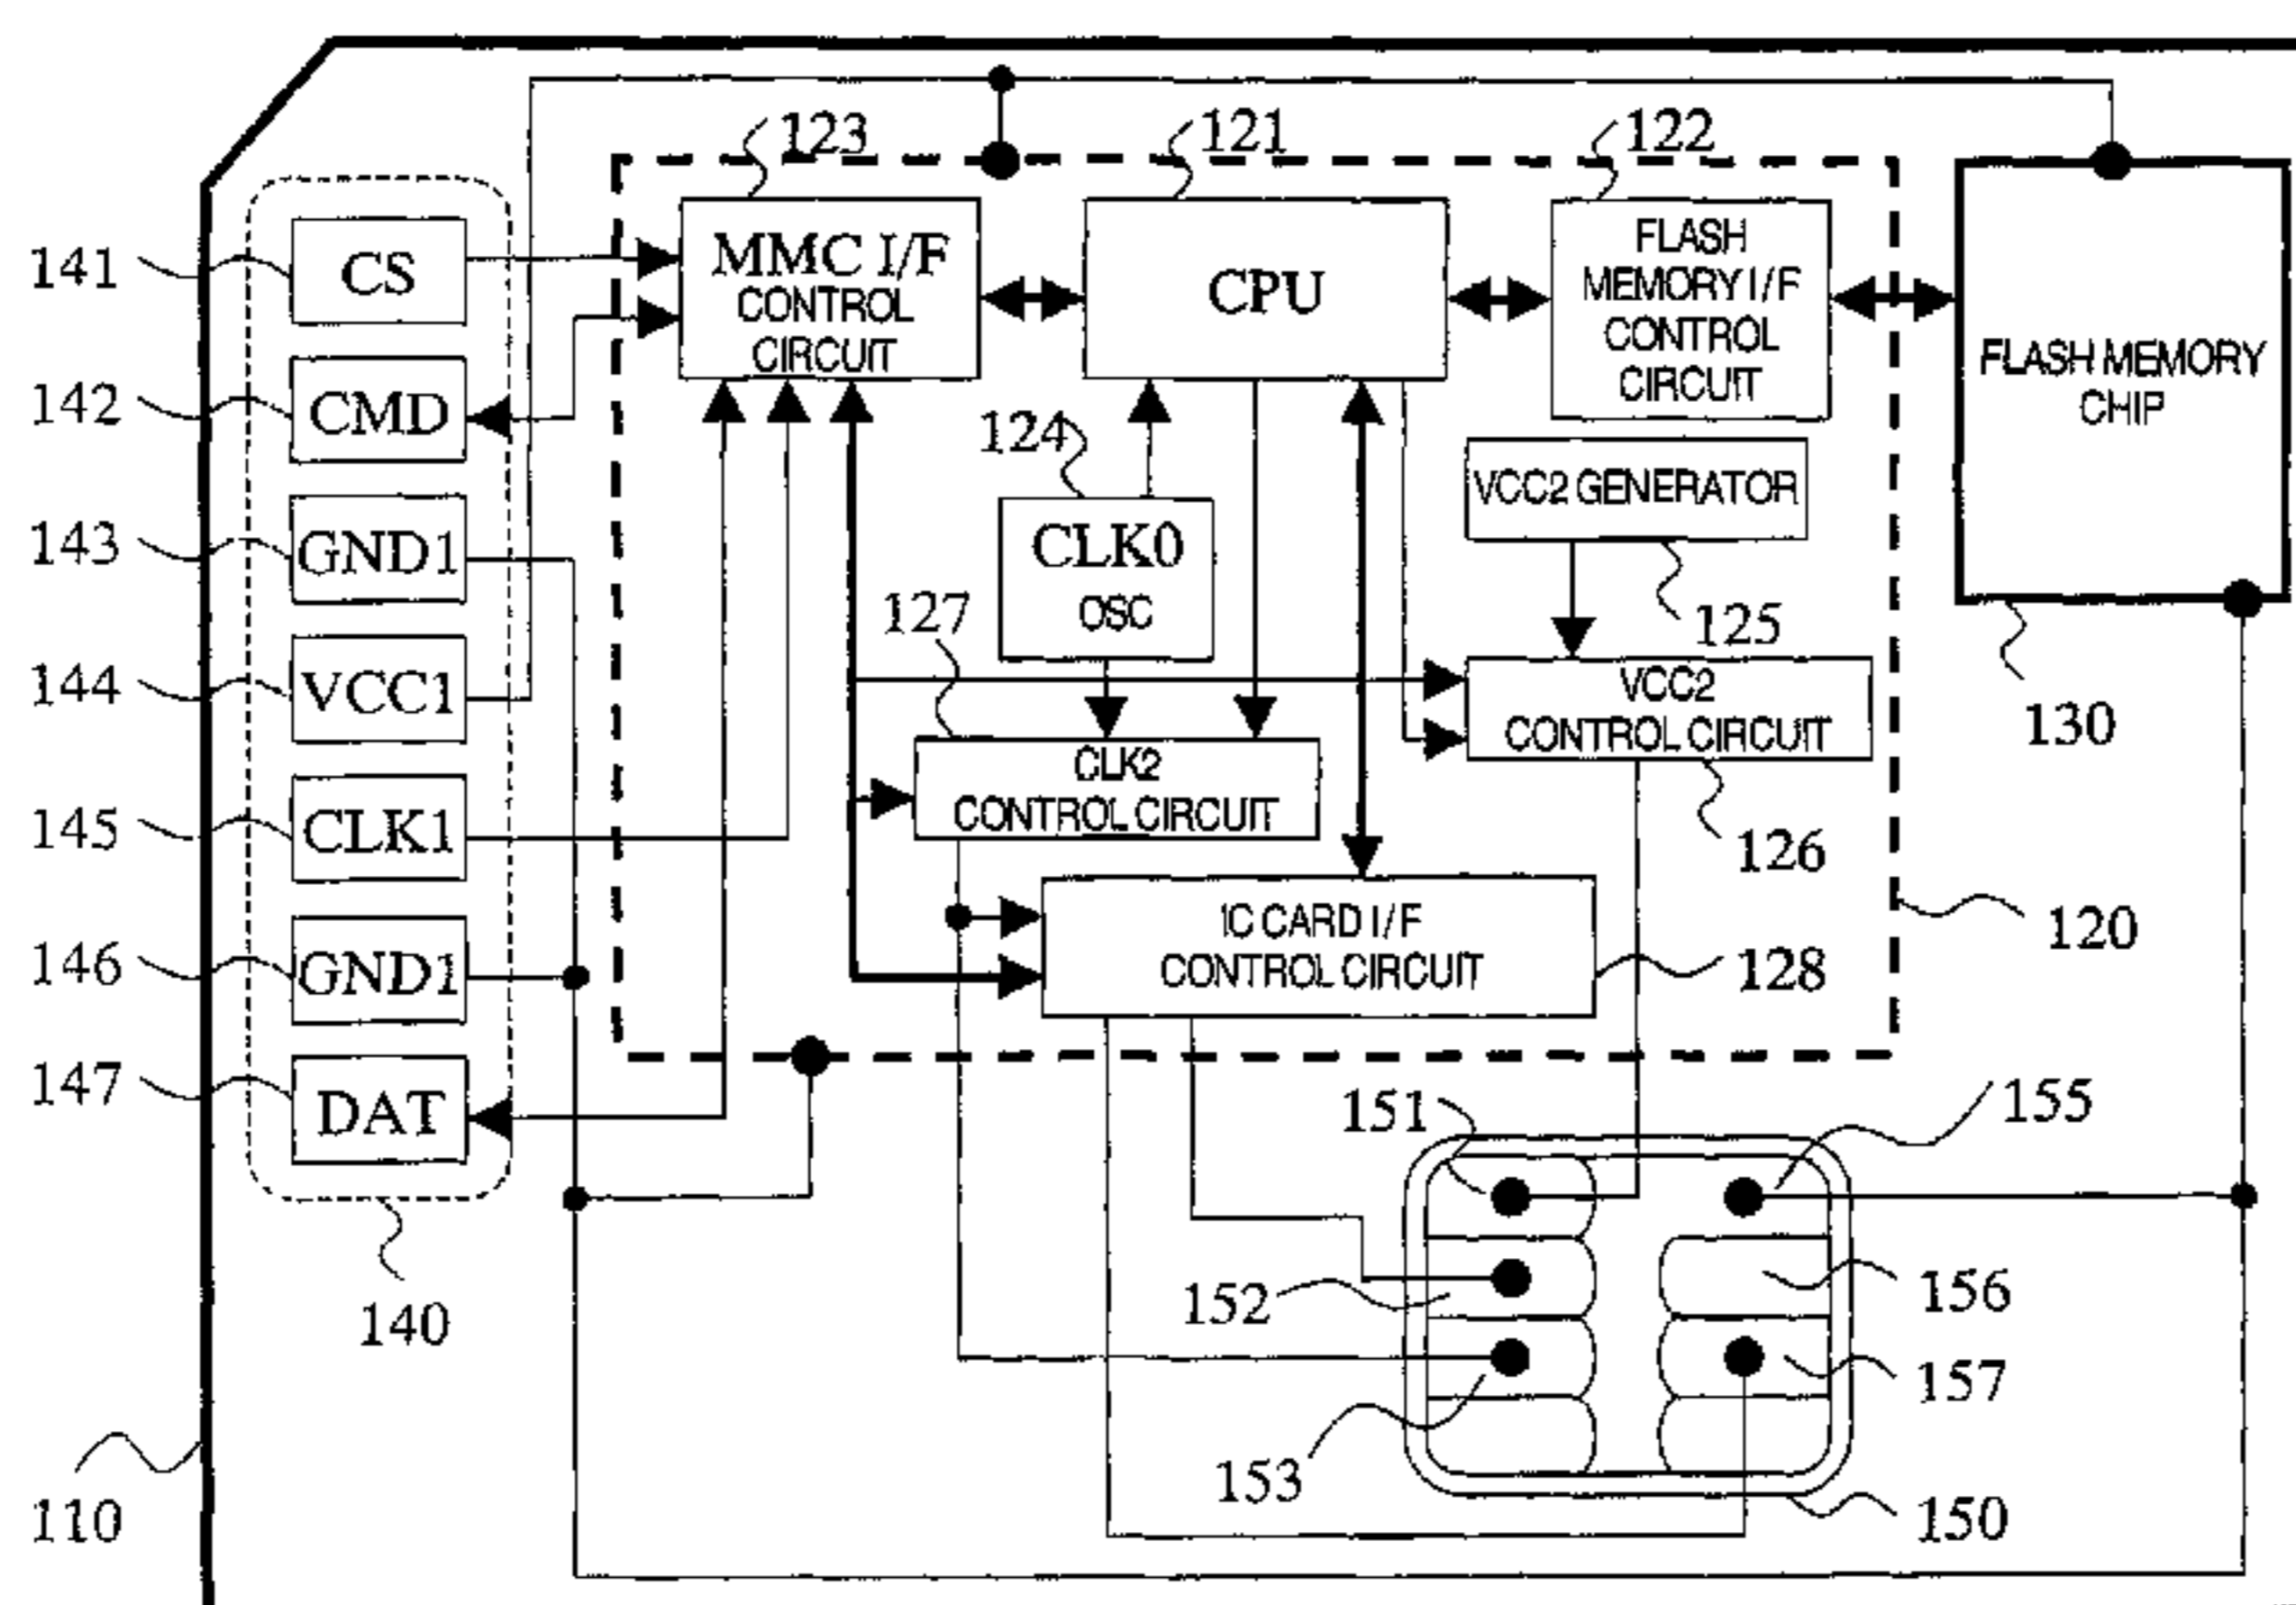 123
121
122
141
CS
MMC I/F
CONTROL
CIRCUIT
CPU
FLASH
MEMORY I/F
CONTROL
CIRCUIT
FLASH MEMORY
CHIP
142
CMD
124
VCC2 GENERATOR
143
GND1
CLK0
OSC
127
125
144
VCC1
VCC2
CONTROL CIRCUIT
130
CLK2
CONTROL CIRCUIT
145
CLK1
126
146
GND1
IC CARD I/F
CONTROL CIRCUIT
120
128
147
DAT
151
155
140
152
156
157
153
110
150